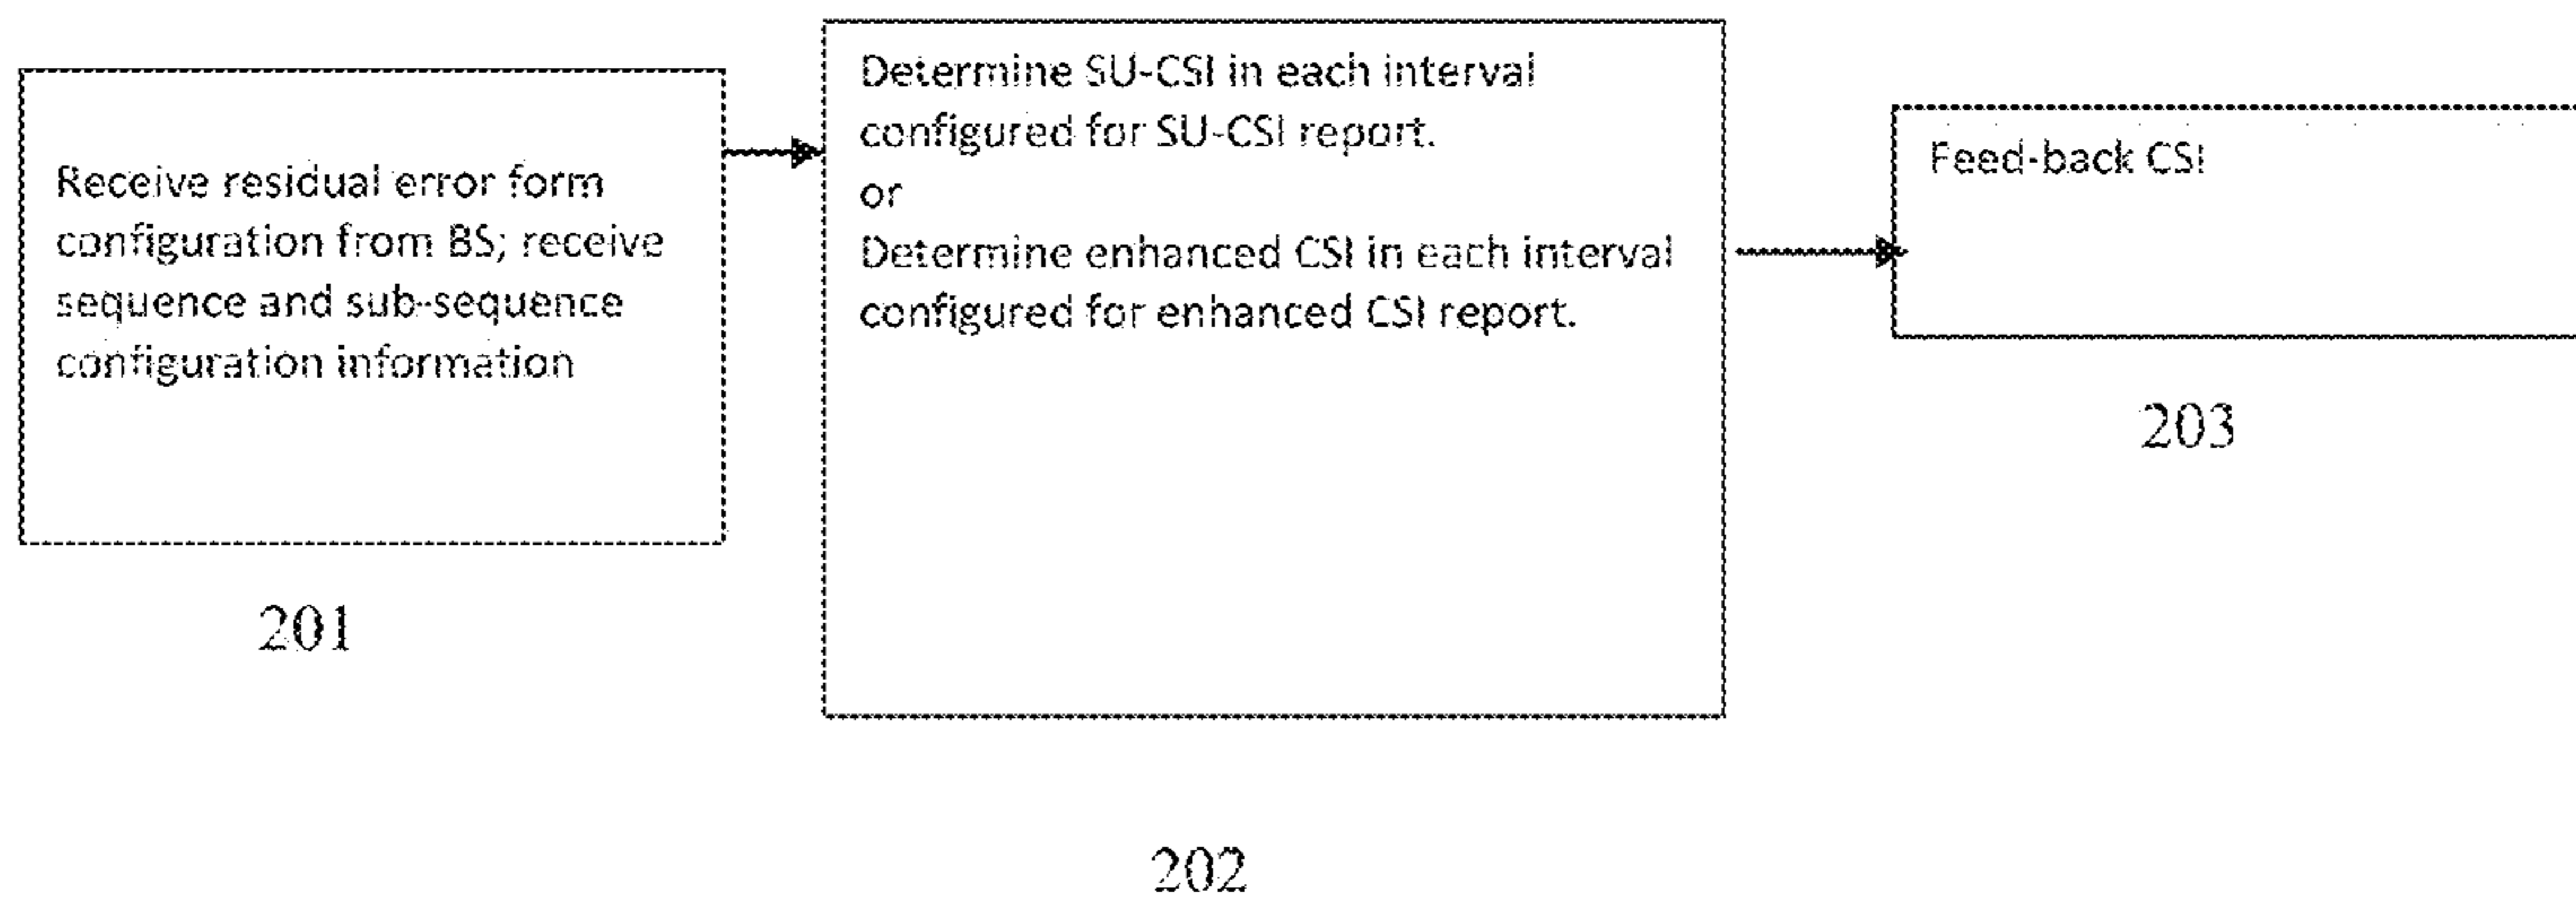 Receive residual error form
configuration from BS; receive
sequence and sub-sequence
configuration information
201
Determine SU-CSI in each interval
configured for SU-CSI report.
or
Determine enhanced CSI in each interval
configured for enhanced CSI report.
202
Feed-back CSI
203